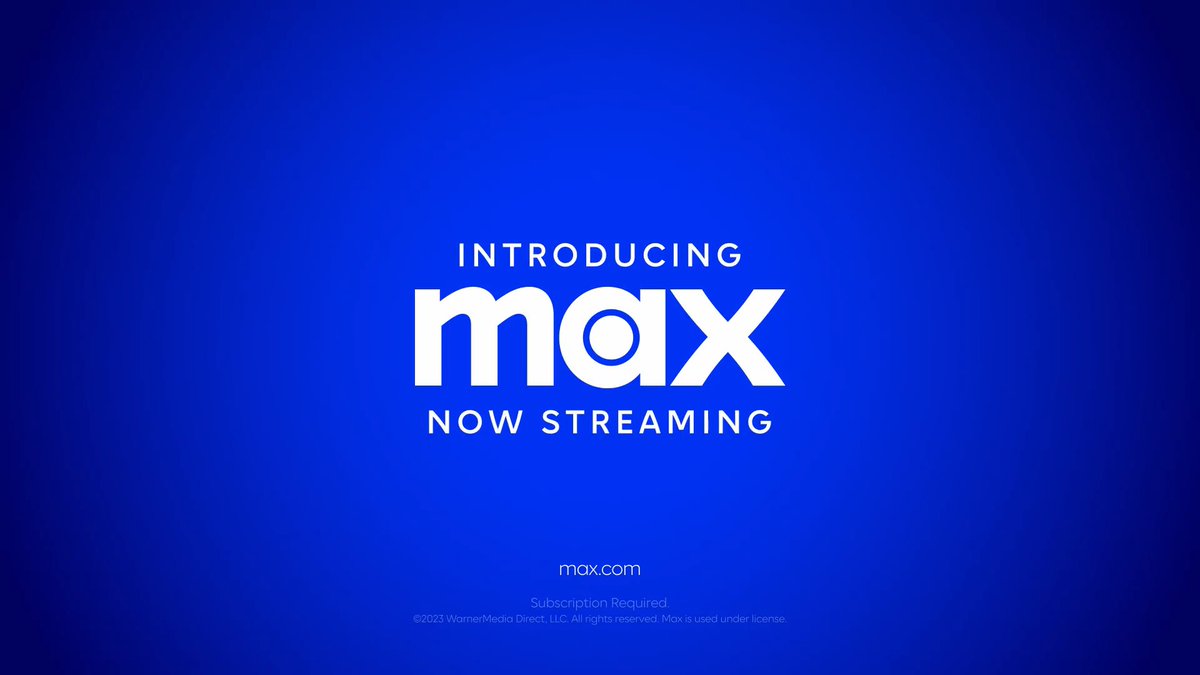 INTRODUCING
max
NOW STREAMING
max.com
Subscription Required.
©2023 WarnerMedia Direct, LLC. All rights reserved. Max is used under license.